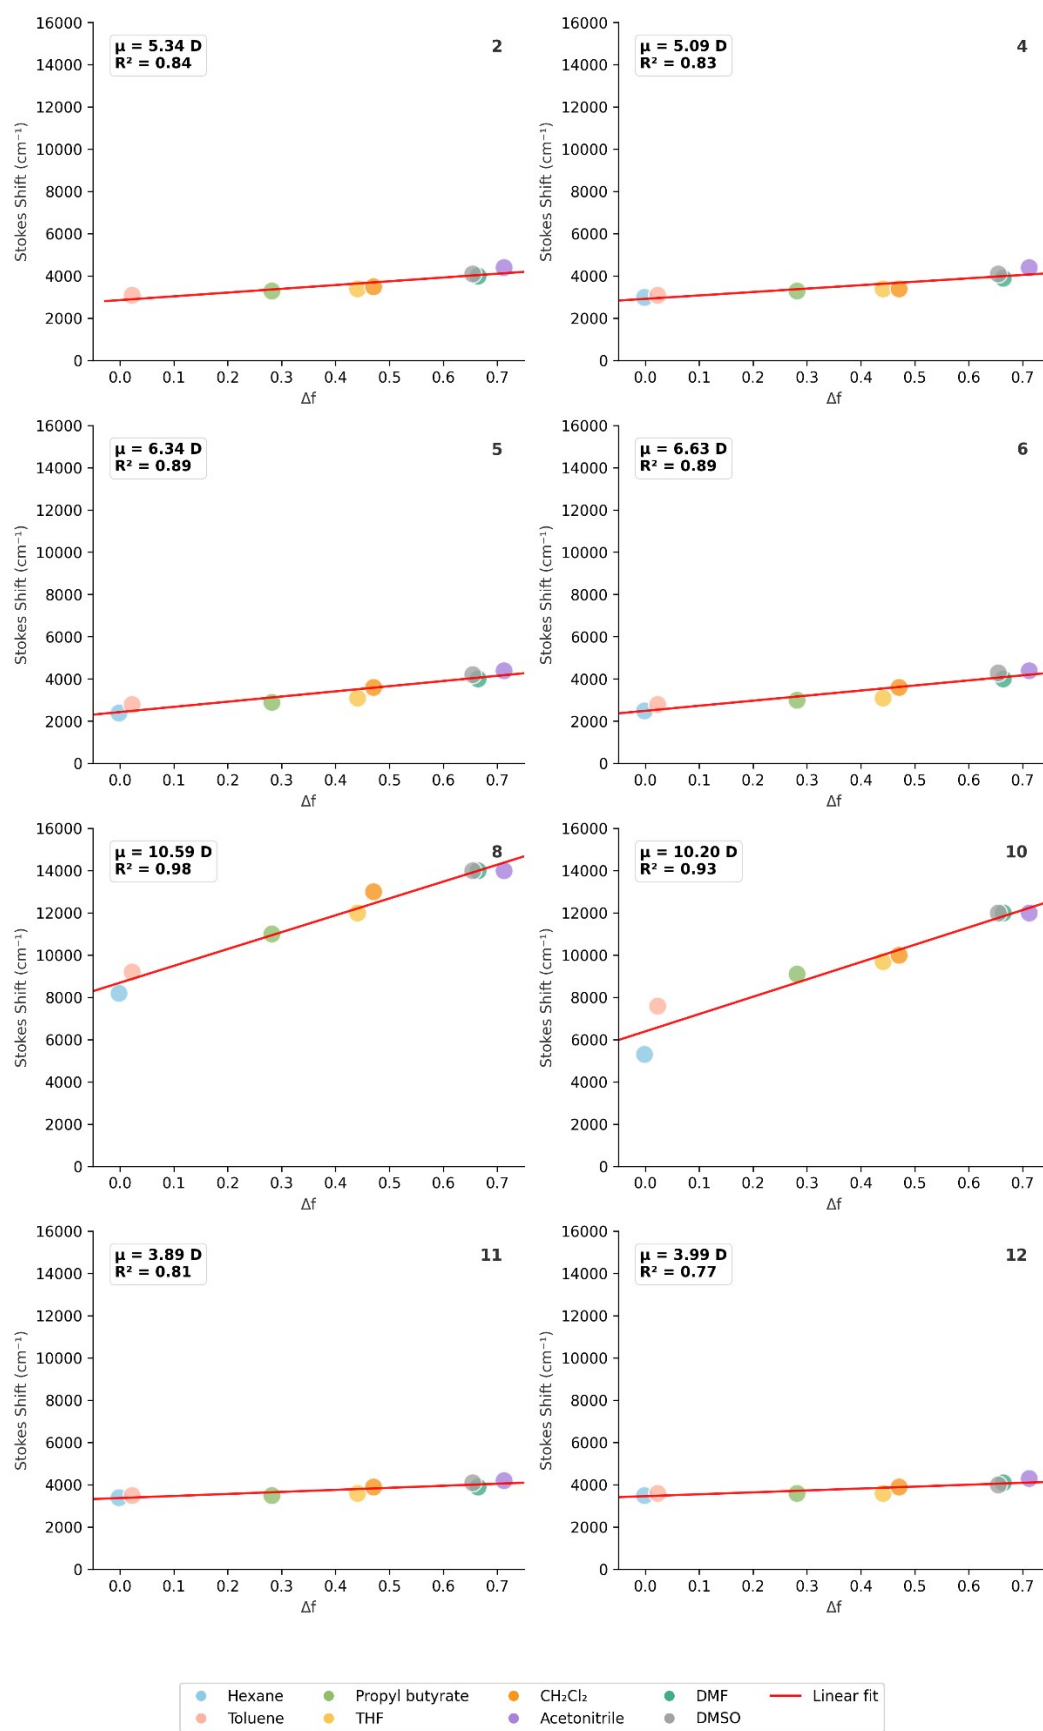 16000
14000
12000
10000
8000
6000
4000
2000
0
Stokes Shift (cm⁻¹)
μ = 5.34 D
R² = 0.84
2
0.0 0.1 0.2 0.3 0.4 0.5 0.6 0.7
Δf
16000
14000
12000
10000
8000
6000
4000
2000
0
Stokes Shift (cm⁻¹)
μ = 5.09 D
R² = 0.83
4
0.0 0.1 0.2 0.3 0.4 0.5 0.6 0.7
Δf
16000
14000
12000
10000
8000
6000
4000
2000
0
Stokes Shift (cm⁻¹)
μ = 6.34 D
R² = 0.89
5
0.0 0.1 0.2 0.3 0.4 0.5 0.6 0.7
Δf
16000
14000
12000
10000
8000
6000
4000
2000
0
Stokes Shift (cm⁻¹)
μ = 6.63 D
R² = 0.89
6
0.0 0.1 0.2 0.3 0.4 0.5 0.6 0.7
Δf
16000
14000
12000
10000
8000
6000
4000
2000
0
Stokes Shift (cm⁻¹)
μ = 10.59 D
R² = 0.98
8
0.0 0.1 0.2 0.3 0.4 0.5 0.6 0.7
Δf
16000
14000
12000
10000
8000
6000
4000
2000
0
Stokes Shift (cm⁻¹)
μ = 10.20 D
R² = 0.93
10
0.0 0.1 0.2 0.3 0.4 0.5 0.6 0.7
Δf
16000
14000
12000
10000
8000
6000
4000
2000
0
Stokes Shift (cm⁻¹)
μ = 3.89 D
R² = 0.81
11
0.0 0.1 0.2 0.3 0.4 0.5 0.6 0.7
Δf
16000
14000
12000
10000
8000
6000
4000
2000
0
Stokes Shift (cm⁻¹)
μ = 3.99 D
R² = 0.77
12
0.0 0.1 0.2 0.3 0.4 0.5 0.6 0.7
Δf
Hexane Propyl butyrate CH₂Cl₂ DMF Linear fit
Toluene THF Acetonitrile DMSO